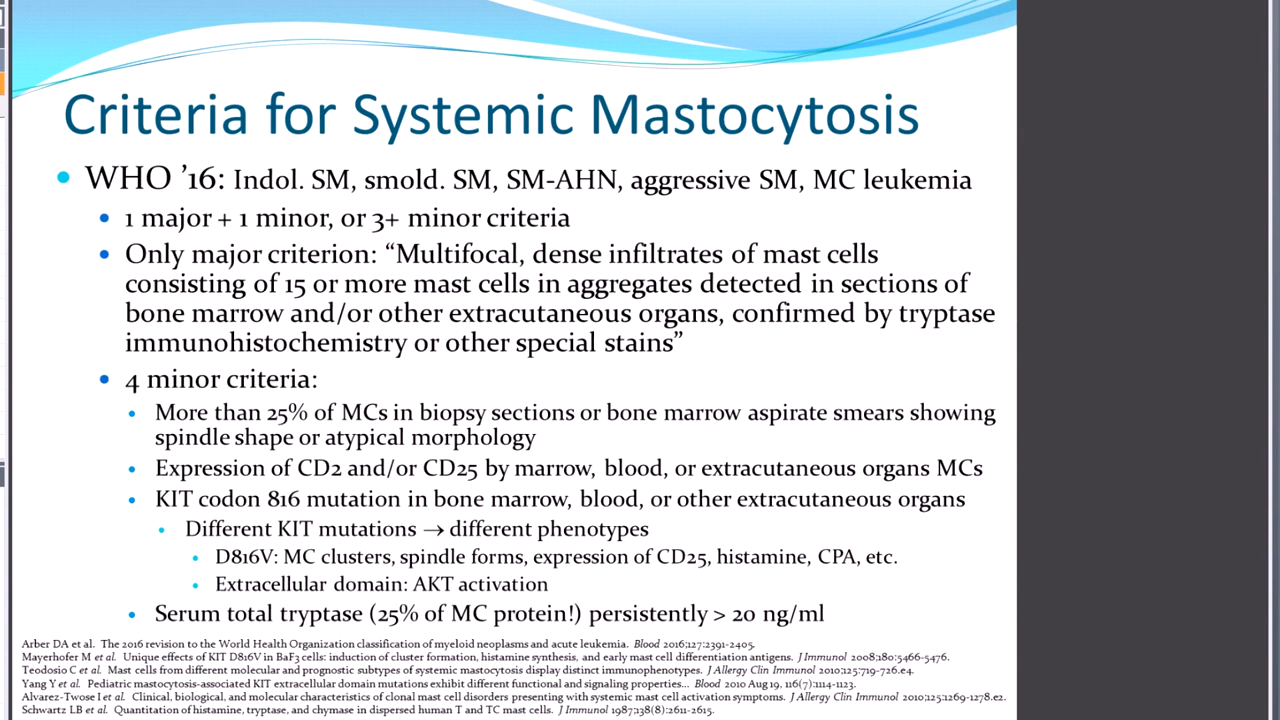 Criteria for Systemic Mastocytosis
• WHO ’16: Indol. SM, smold. SM, SM-AHN, aggressive SM, MC leukemia
• 1 major + 1 minor, or 3+ minor criteria
• Only major criterion: “Multifocal, dense infiltrates of mast cells
consisting of 15 or more mast cells in aggregates detected in sections of
bone marrow and/or other extracutaneous organs, confirmed by tryptase
immunohistochemistry or other special stains”
• 4 minor criteria:
• More than 25% of MCs in biopsy sections or bone marrow aspirate smears showing
spindle shape or atypical morphology
• Expression of CD2 and/or CD25 by marrow, blood, or extracutaneous organs MCs
• KIT codon 816 mutation in bone marrow, blood, or other extracutaneous organs
• Different KIT mutations → different phenotypes
• D816V: MC clusters, spindle forms, expression of CD25, histamine, CPA, etc.
• Extracellular domain: AKT activation
• Serum total tryptase (25% of MC protein!) persistently > 20 ng/ml
Arber DA et al. The 2016 revision to the World Health Organization classification of myeloid neoplasms and acute leukemia. Blood 2016;127:2391-2405.
Mayerhofer M et al. Unique effects of KIT D816V in BaF3 cells: induction of cluster formation, histamine synthesis, and early mast cell differentiation antigens. J Immunol 2008;180:5466-5476.
Teodosio C et al. Mast cells from different molecular and prognostic subtypes of systemic mastocytosis display distinct immunophenotypes. J Allergy Clin Immunol 2010;125:719-726.e4.
Yang Y et al. Pediatric mastocytosis-associated KIT extracellular domain mutations exhibit different functional and signaling properties... Blood 2010 Aug 19, 116(7):1114-1123.
Alvarez-Twose I et al. Clinical, biological, and molecular characteristics of clonal mast cell disorders presenting with systemic mast cell activation symptoms. J Allergy Clin Immunol 2010;125:1269-1278.e2.
Schwartz LB et al. Quantitation of histamine, tryptase, and chymase in dispersed human T and TC mast cells. J Immunol 1987;138(8):2611-2615.